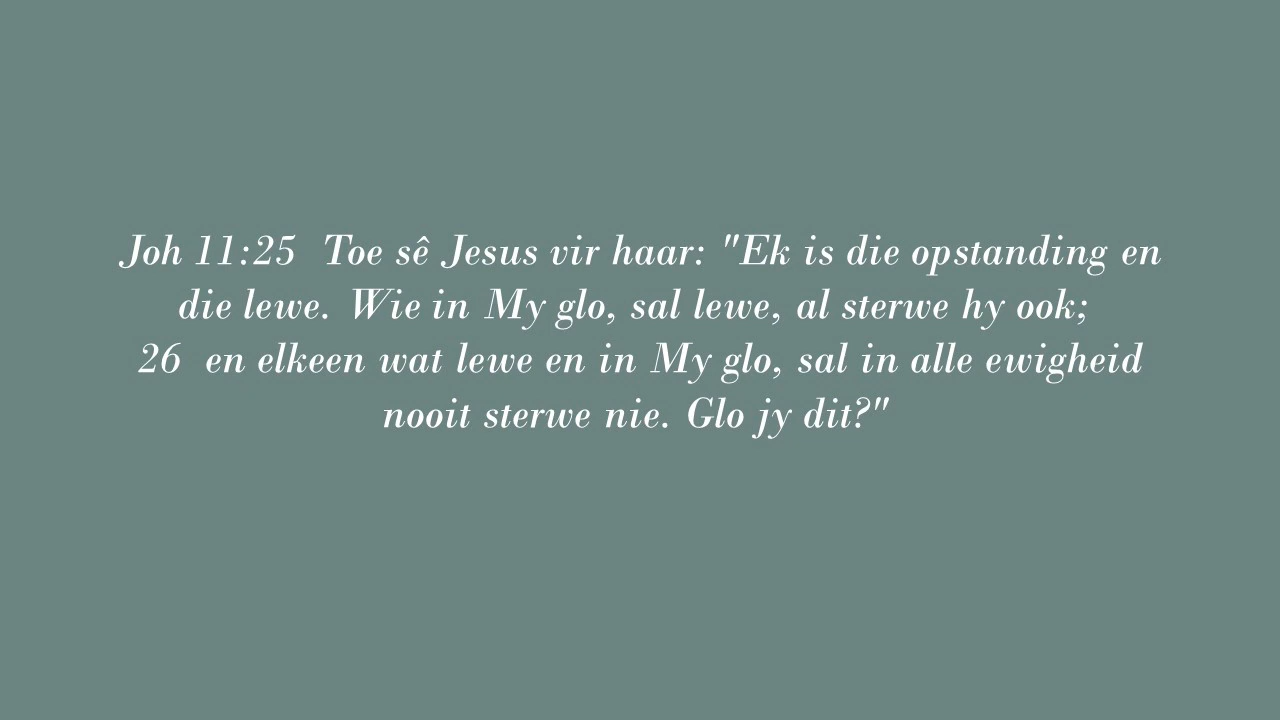 Joh 11:25  Toe sê Jesus vir haar: "Ek is die opstanding en
die lewe. Wie in My glo, sal lewe, al sterwe hy ook;
26  en elkeen wat lewe en in My glo, sal in alle ewigheid
nooit sterwe nie. Glo jy dit?"